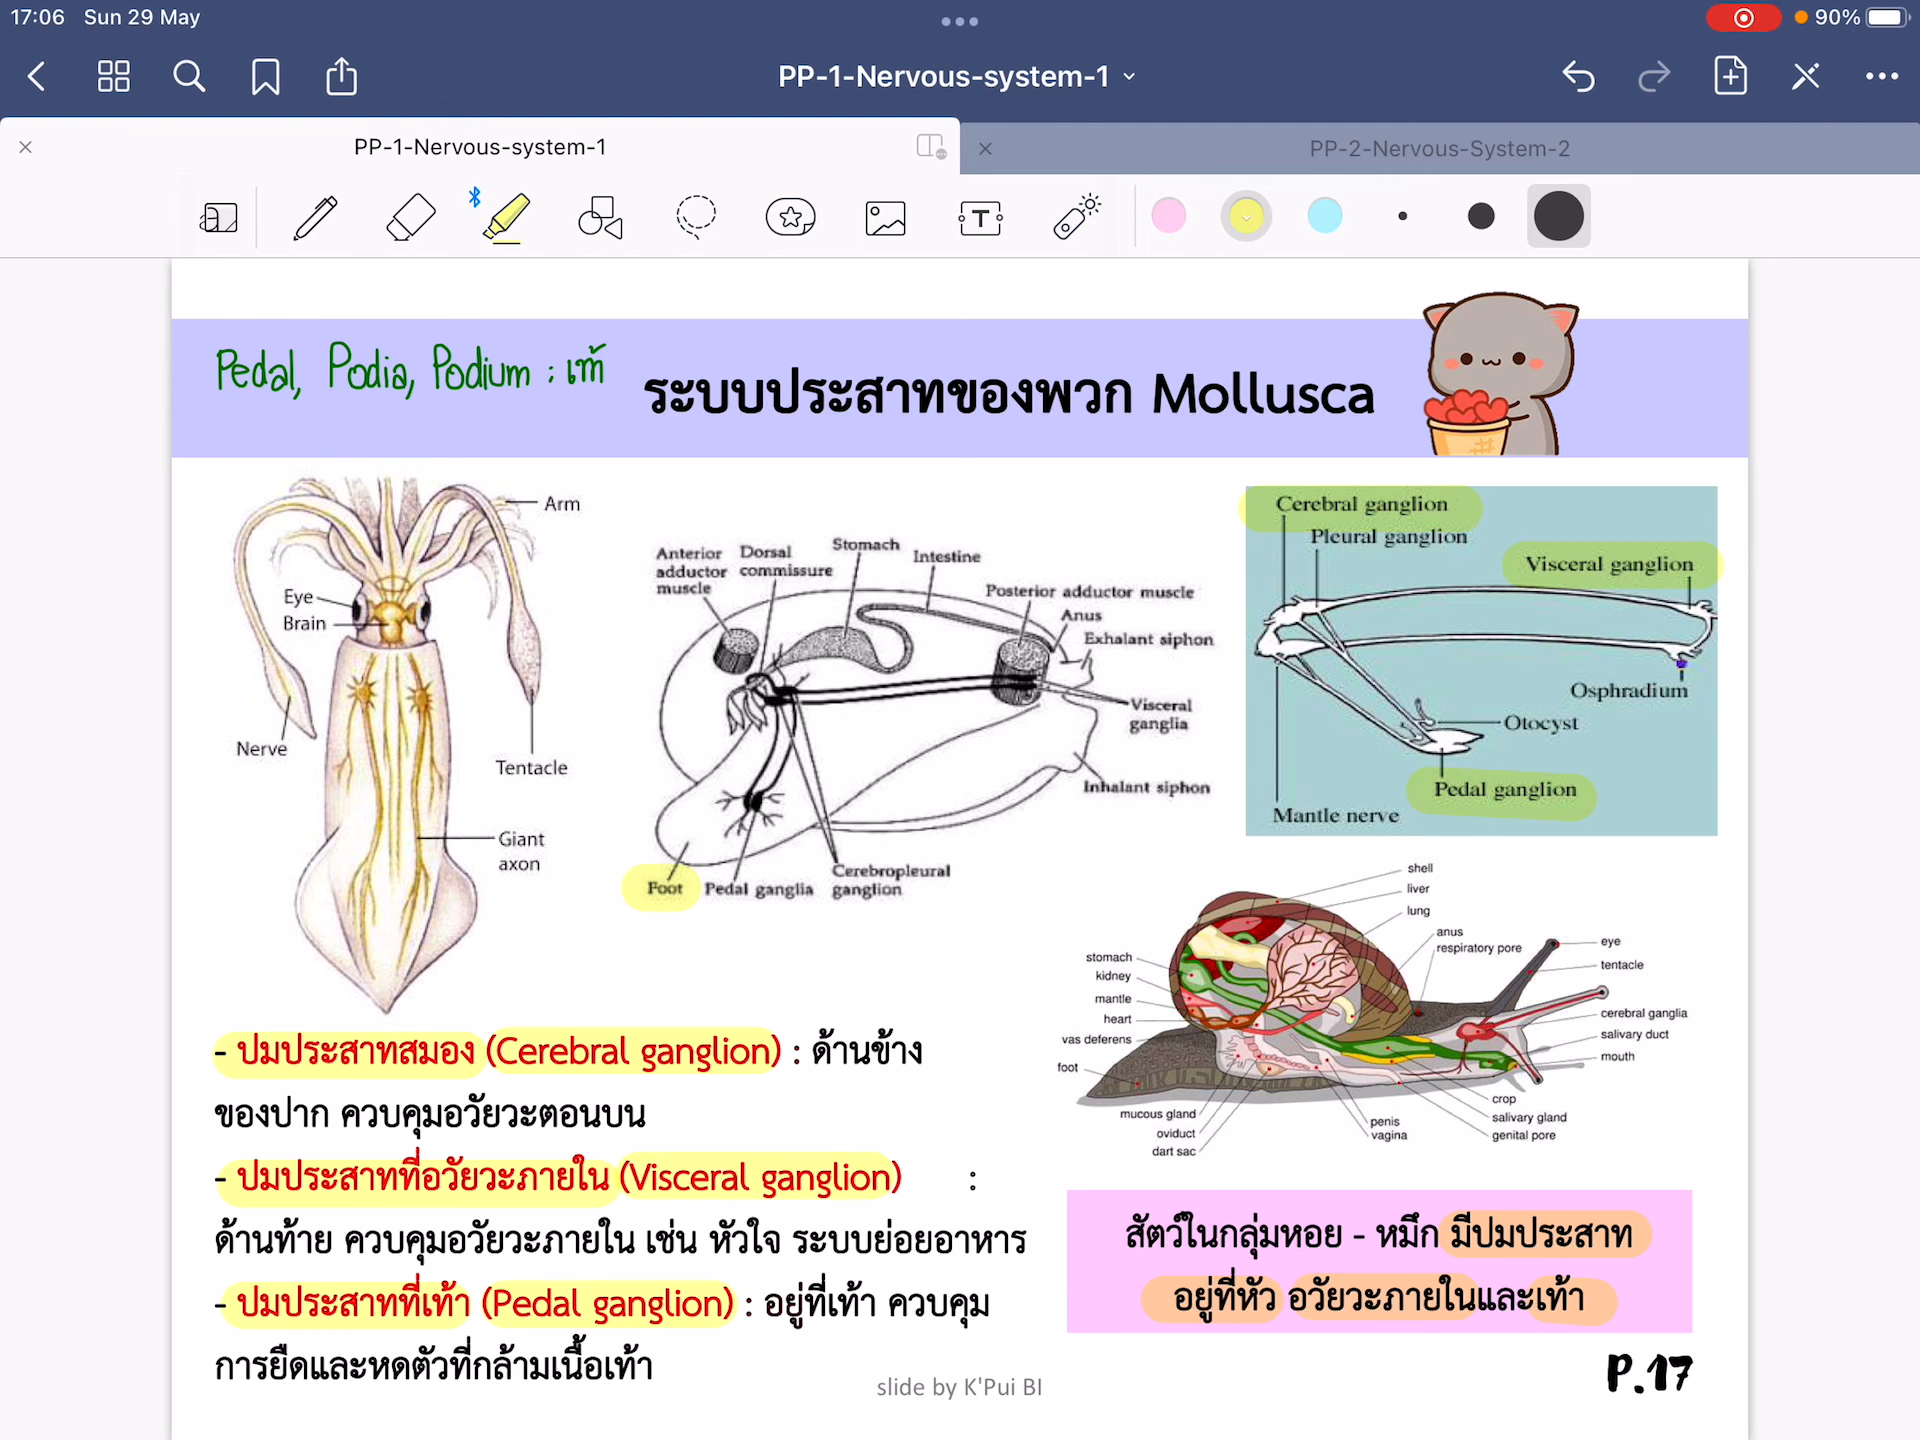 17:06 Sun 29 May
90%
PP-1-Nervous-system-1
PP-1-Nervous-system-1
PP-2-Nervous-System-2
a
T
Pedal, Podia, Podium : เท้า
ระบบประสาทของพวก Mollusca
Arm
Eye
Brain
Nerve
Tentacle
Giant
axon
Anterior
adductor
muscle
Dorsal
commissure
Stomach
Intestine
Posterior adductor muscle
Anus
Exhalant siphon
Visceral
ganglia
Inhalant siphon
Foot
Pedal ganglia
Cerebropleural
ganglion
Cerebral ganglion
Pleural ganglion
Visceral ganglion
Osphradium
Otocyst
Pedal ganglion
Mantle nerve
shell
liver
lung
anus
respiratory pore
eye
tentacle
cerebral ganglia
salivary duct
mouth
stomach
kidney
mantle
heart
vas deferens
foot
mucous gland
oviduct
dart sac
penis
vagina
crop
salivary gland
genital pore
- ปมประสาทสมอง (Cerebral ganglion) : ด้านข้าง
ของปาก ควบคุมอวัยวะตอนบน
- ปมประสาทที่อวัยวะภายใน (Visceral ganglion) :
ด้านท้าย ควบคุมอวัยวะภายใน เช่น หัวใจ ระบบย่อยอาหาร
- ปมประสาทที่เท้า (Pedal ganglion) : อยู่ที่เท้า ควบคุม
การยืดและหดตัวที่กล้ามเนื้อเท้า
สัตว์ในกลุ่มหอย - หมึก มีปมประสาท
อยู่ที่หัว อวัยวะภายในและเท้า
slide by K'Pui BI
P.17